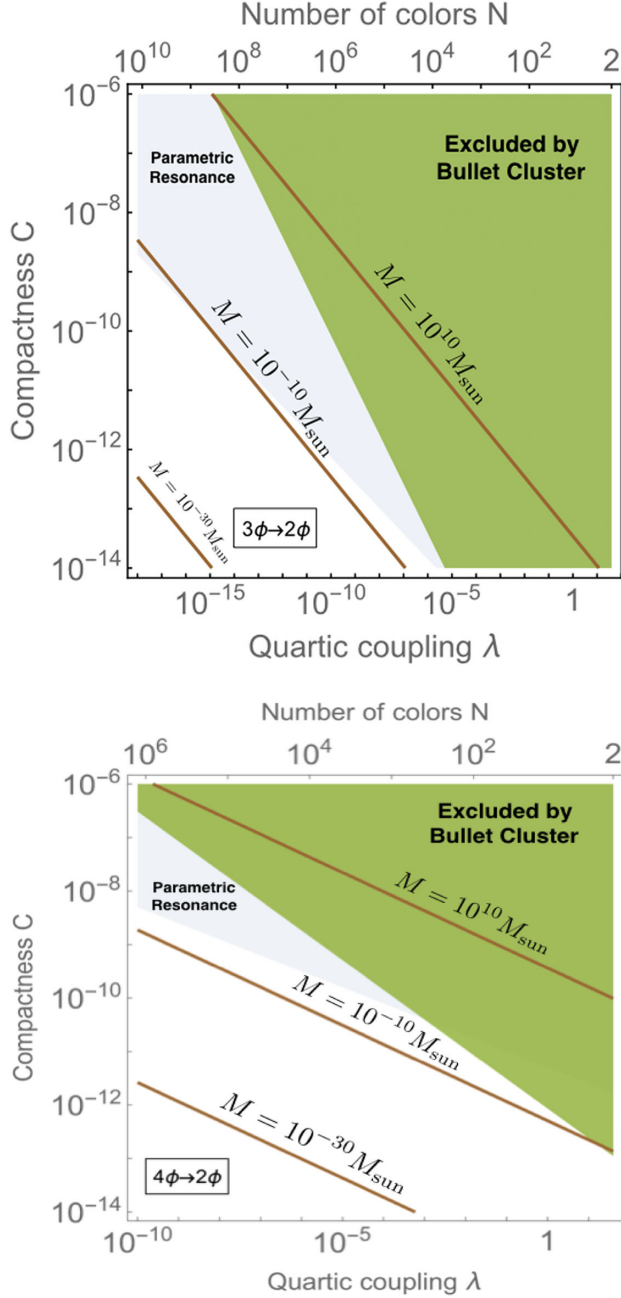 Number of colors N
10^10 10^8 10^6 10^4 10^2 2
10^−6
Excluded by
Bullet Cluster
Parametric
Resonance
10^−8
Compactness C
M = 10^10 M_sun
10^−10
M = 10^−10 M_sun
10^−12
M = 10^−30 M_sun
3ϕ→2ϕ
10^−14
10^−15 10^−10 10^−5 1
Quartic coupling λ
Number of colors N
10^6 10^4 10^2 2
10^−6
Excluded by
Bullet Cluster
10^−8
Parametric
Resonance
M = 10^10 M_sun
Compactness C
10^−10
M = 10^−10 M_sun
10^−12
M = 10^−30 M_sun
4ϕ→2ϕ
10^−14
10^−10 10^−5 1
Quartic coupling λ